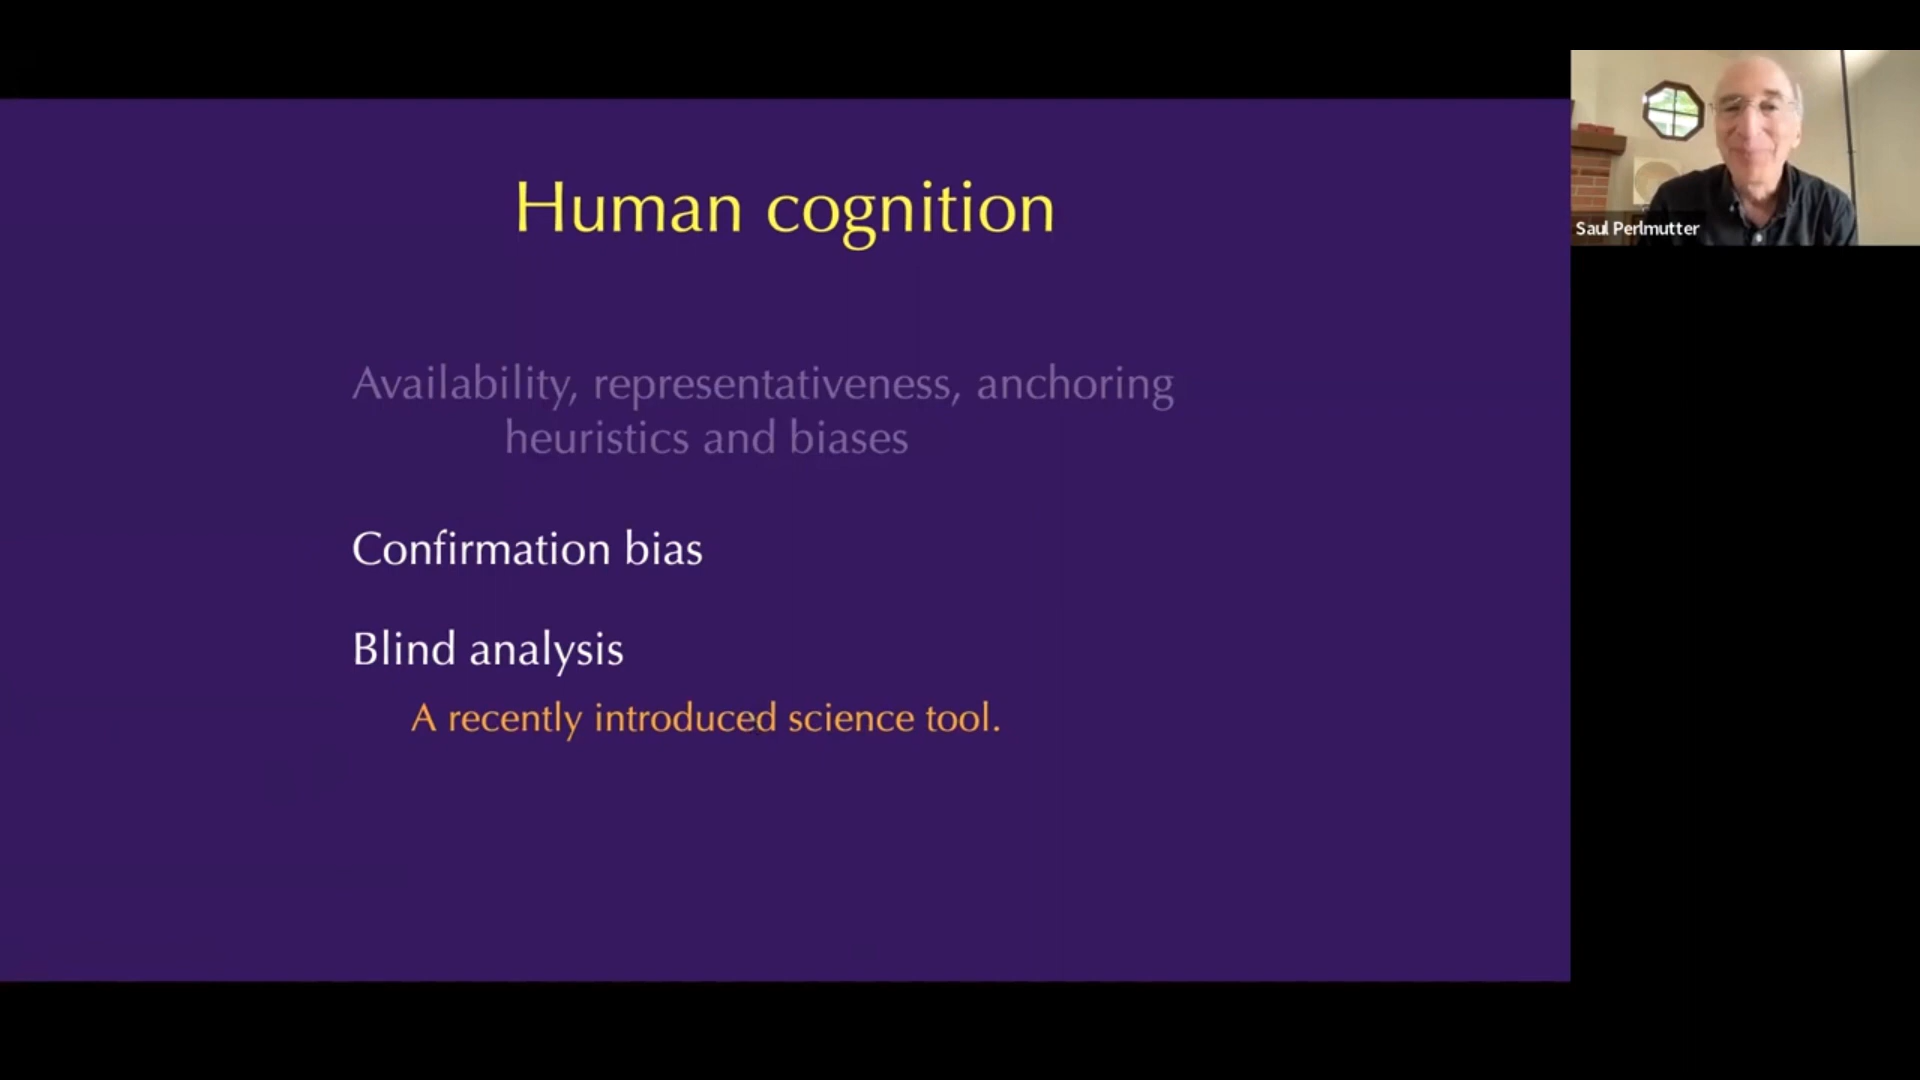 Human cognition
Availability, representativeness, anchoring
heuristics and biases
Confirmation bias
Blind analysis
A recently introduced science tool.
Saul Perlmutter